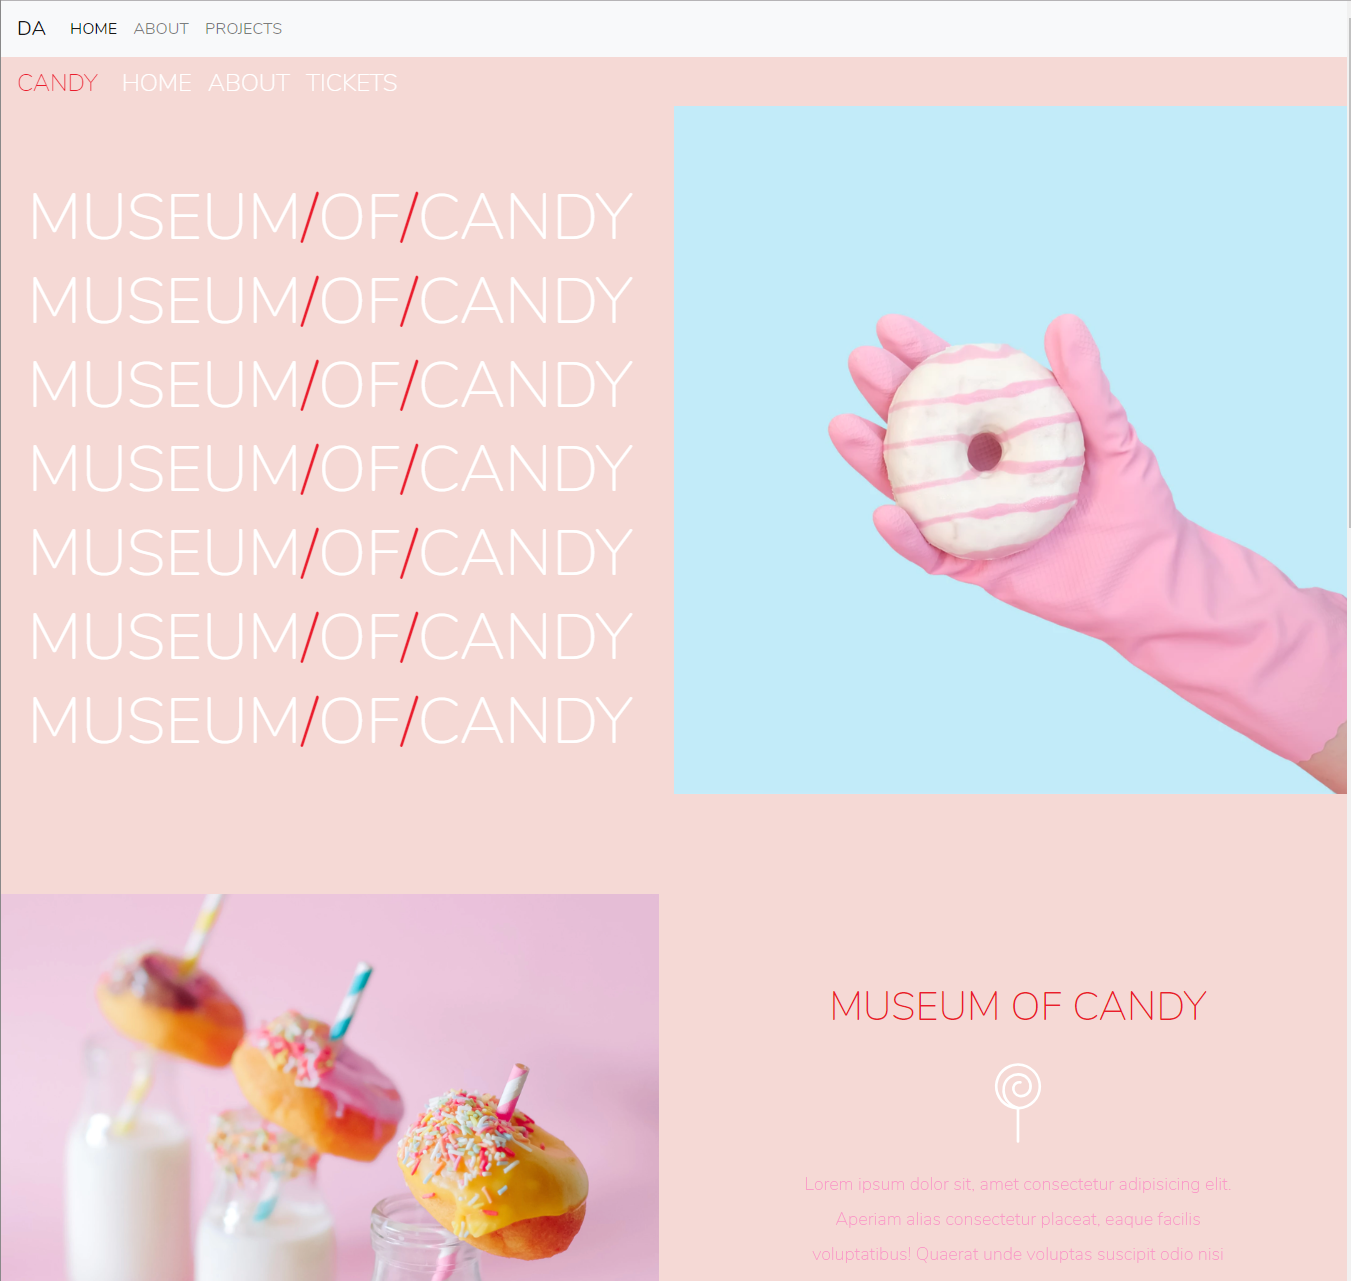 DA HOME ABOUT PROJECTS
CANDY HOME ABOUT TICKETS
MUSEUM/OF/CANDY
MUSEUM/OF/CANDY
MUSEUM/OF/CANDY
MUSEUM/OF/CANDY
MUSEUM/OF/CANDY
MUSEUM/OF/CANDY
MUSEUM/OF/CANDY
MUSEUM OF CANDY
Lorem ipsum dolor sit, amet consectetur adipisicing elit.
Aperiam alias consectetur placeat, eaque facilis
voluptatibus! Quaerat unde voluptas suscipit odio nisi